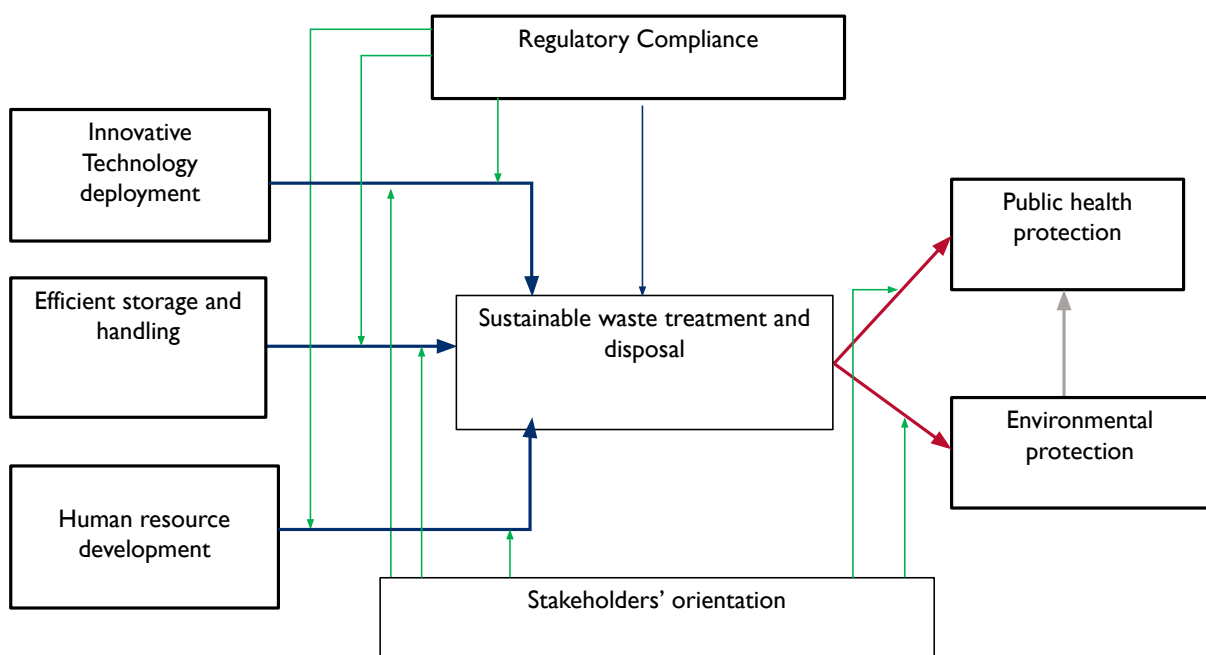 Regulatory Compliance
Innovative
Technology
deployment
Efficient storage and
handling
Human resource
development
Sustainable waste treatment and
disposal
Public health
protection
Environmental
protection
Stakeholders’ orientation